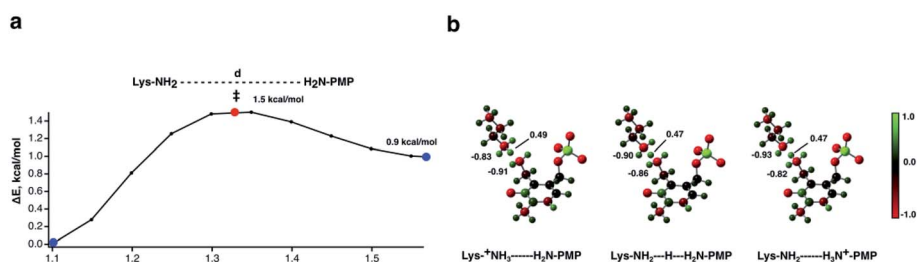 a
b
d
Lys-NH2 - - - - - - - - - - - - - - - H2N-PMP
‡
1.5 kcal/mol
0.9 kcal/mol
ΔE, kcal/mol
1.4
1.2
1.0
0.8
0.6
0.4
0.2
0.0
1.1 1.2 1.3 1.4 1.5
0.49
-0.83
-0.91
Lys-+NH3------H2N-PMP
0.47
-0.90
-0.86
Lys-NH2---H---H2N-PMP
0.47
-0.93
-0.82
Lys-NH2------H3N+-PMP
1.0
0.0
-1.0